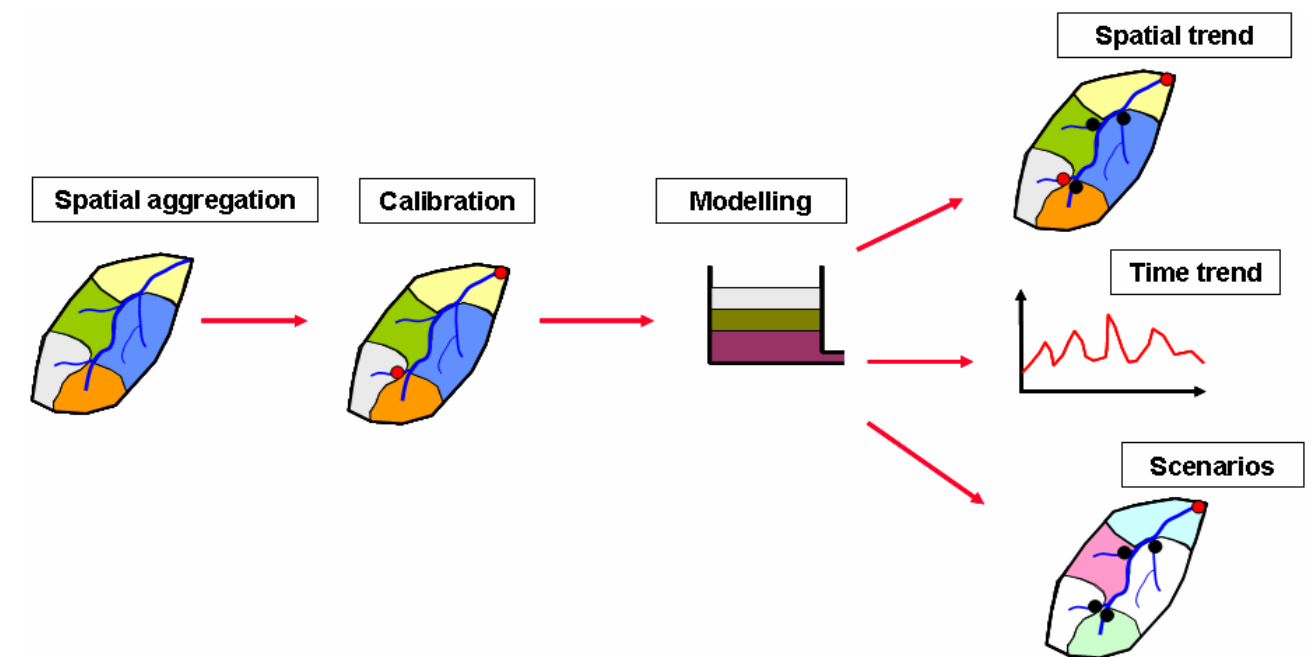 Spatial trend
Spatial aggregation
Calibration
Modelling
Time trend
Scenarios